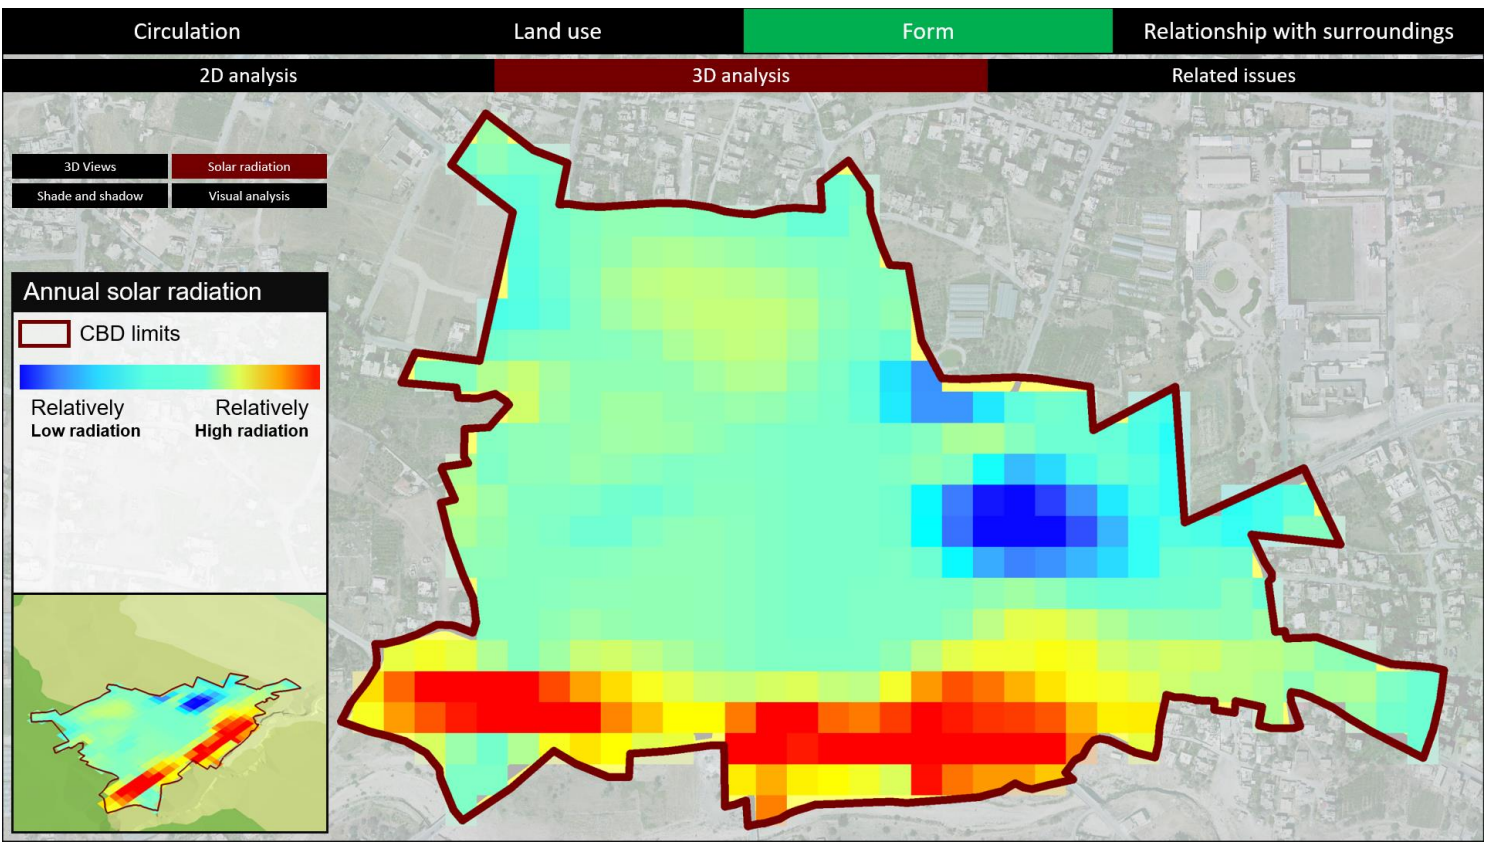 Circulation
Land use
Form
Relationship with surroundings
2D analysis
3D analysis
Related issues
3D Views
Solar radiation
Shade and shadow
Visual analysis
Annual solar radiation
CBD limits
Relatively
Low radiation
Relatively
High radiation